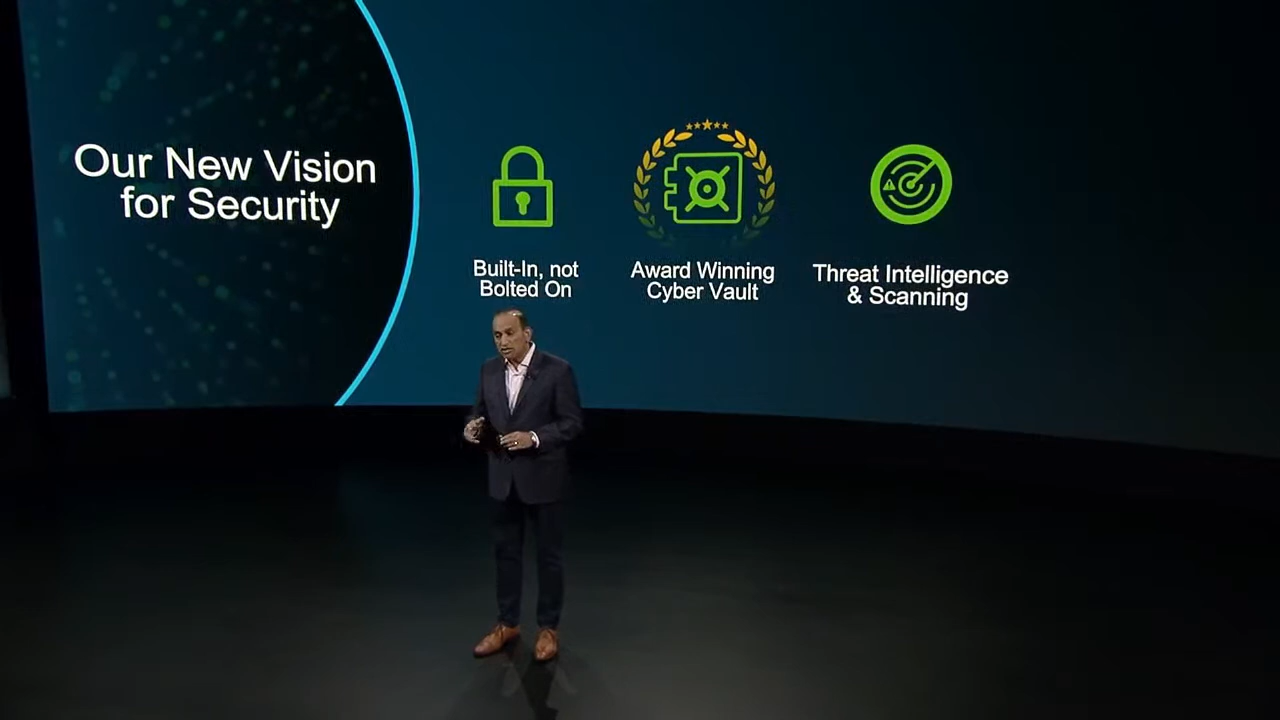 Our New Vision
for Security
Built-In, not
Bolted On
Award Winning
Cyber Vault
Threat Intelligence
& Scanning